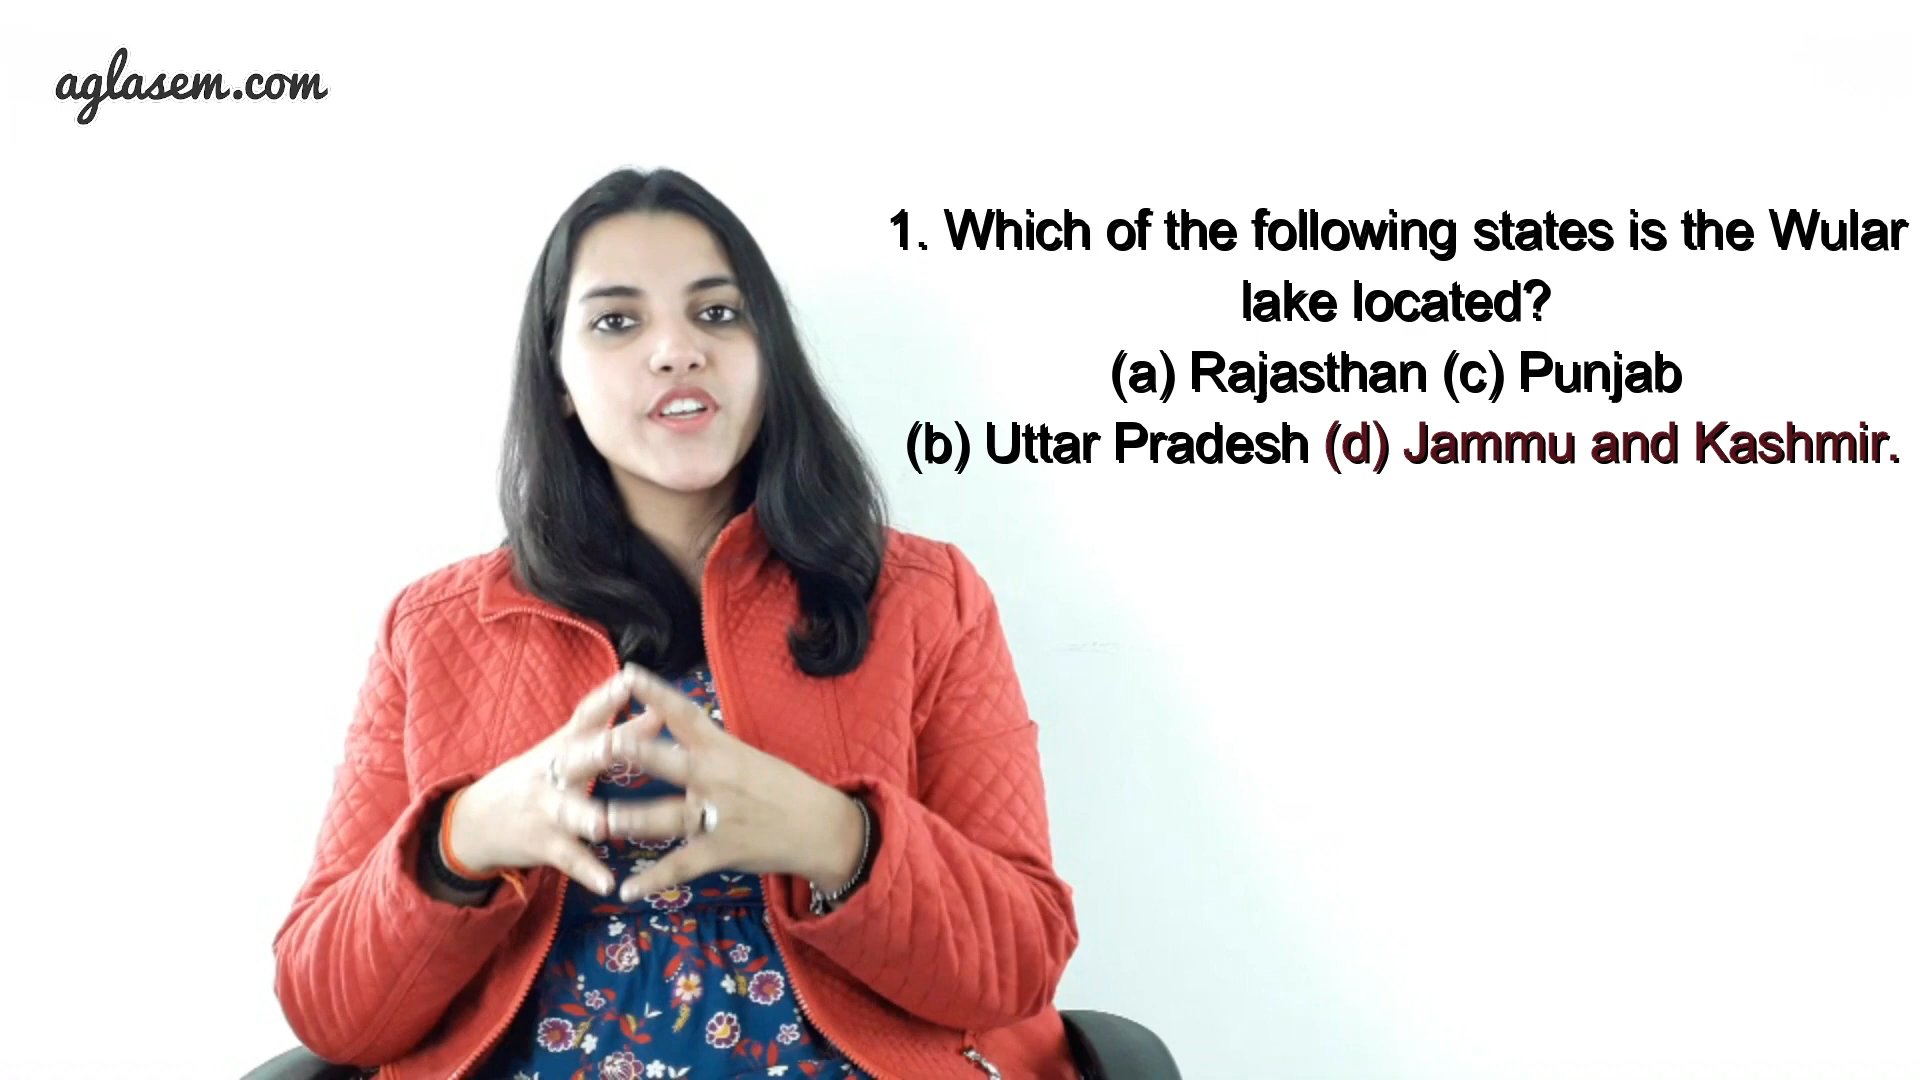 aglasem.com
1. Which of the following states is the Wular
lake located?
(a) Rajasthan (c) Punjab
(b) Uttar Pradesh (d) Jammu and Kashmir.